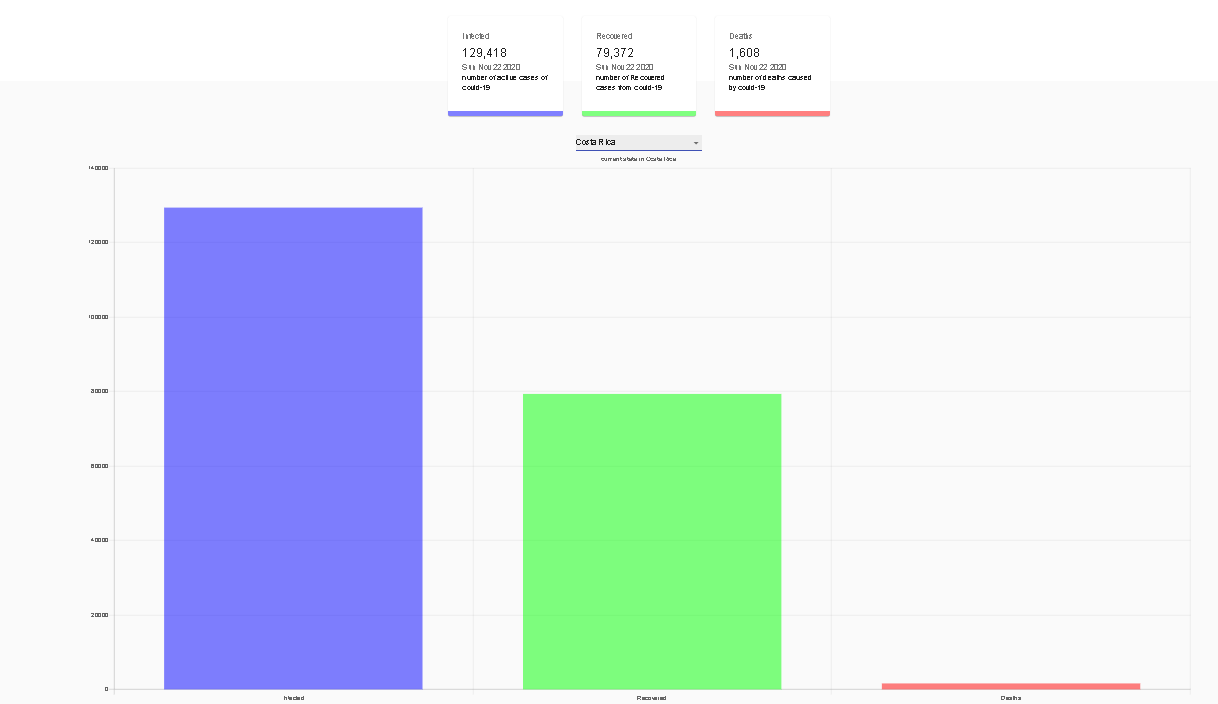 Infected
129,418
Sun Nov 22 2020
number of active cases of
covid-19
Recovered
79,372
Sun Nov 22 2020
number of Recovered
cases from covid-19
Deaths
1,608
Sun Nov 22 2020
number of deaths caused
by covid-19
Costa Rica
current state in Costa Rica
140000
120000
100000
80000
60000
40000
20000
0
Infected
Recovered
Deaths